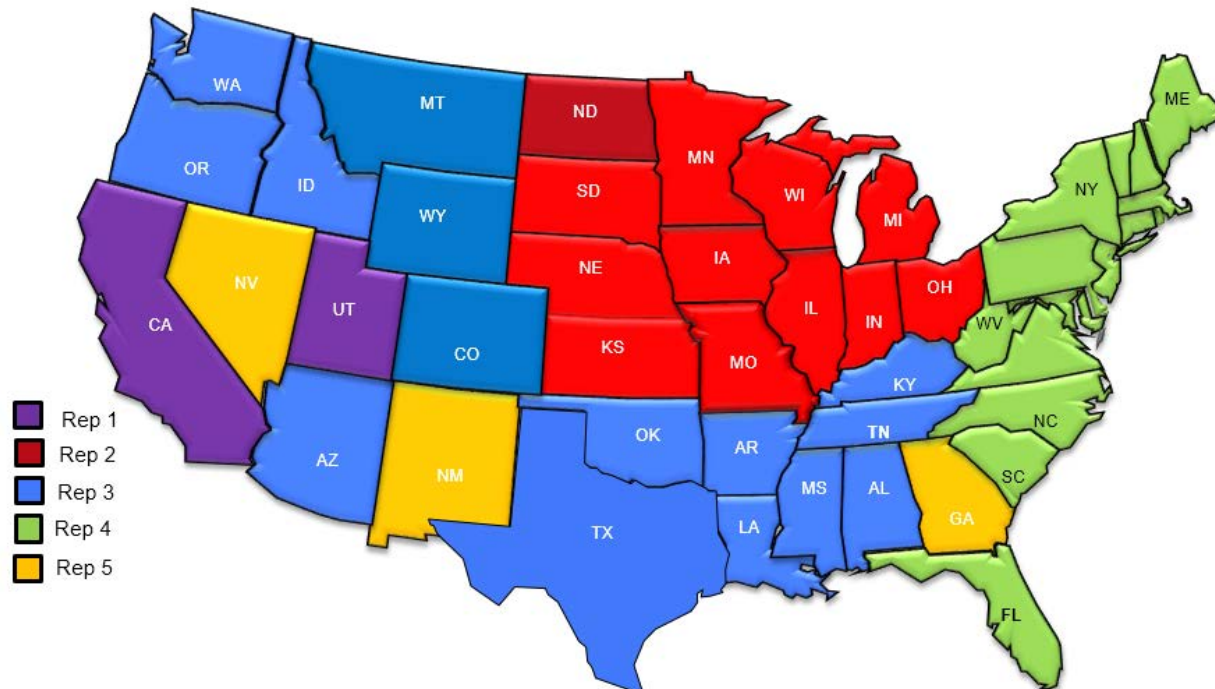 WA
MT
ND
ME
MN
OR
ID
SD
WI
NY
WY
MI
NE
IA
NV
OH
UT
IL
IN
WV
CA
CO
KS
MO
KY
NC
TN
AZ
OK
AR
NM
MS
AL
SC
GA
TX
LA
FL
Rep 1
Rep 2
Rep 3
Rep 4
Rep 5